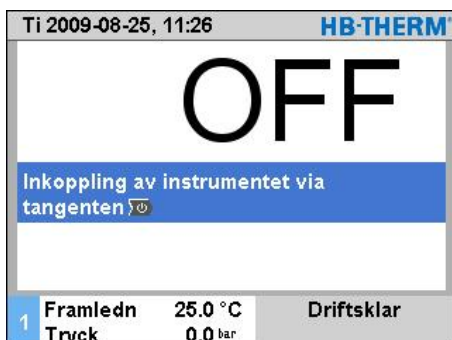 Ti 2009-08-25, 11:26 HB-THERM
OFF
Inkoppling av instrumentet via
tangenten
1 Framledn 25.0 °C Driftsklar
Tryck 0.0 bar